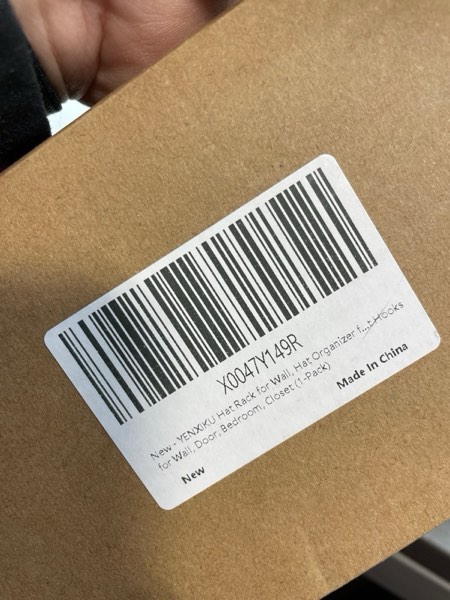 X0047Y149R
New - YENXIKU Hat Rack for Wall, Hat Organizer f...t Hooks
for Wall, Door, Bedroom, Closet (1-Pack)
New
Made In China